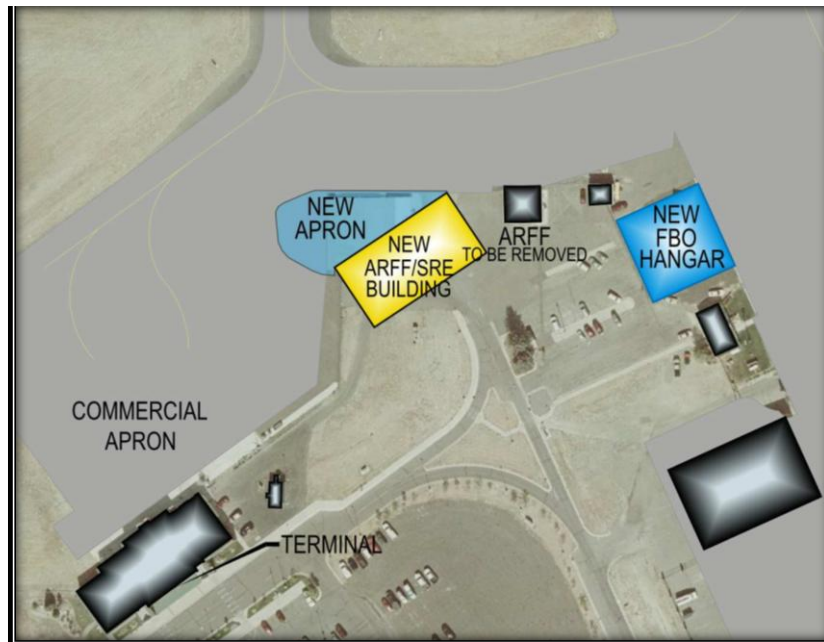 NEW
APRON
NEW
ARFF/SRE
BUILDING
ARFF
TO BE REMOVED
NEW
FBO
HANGAR
COMMERCIAL
APRON
TERMINAL